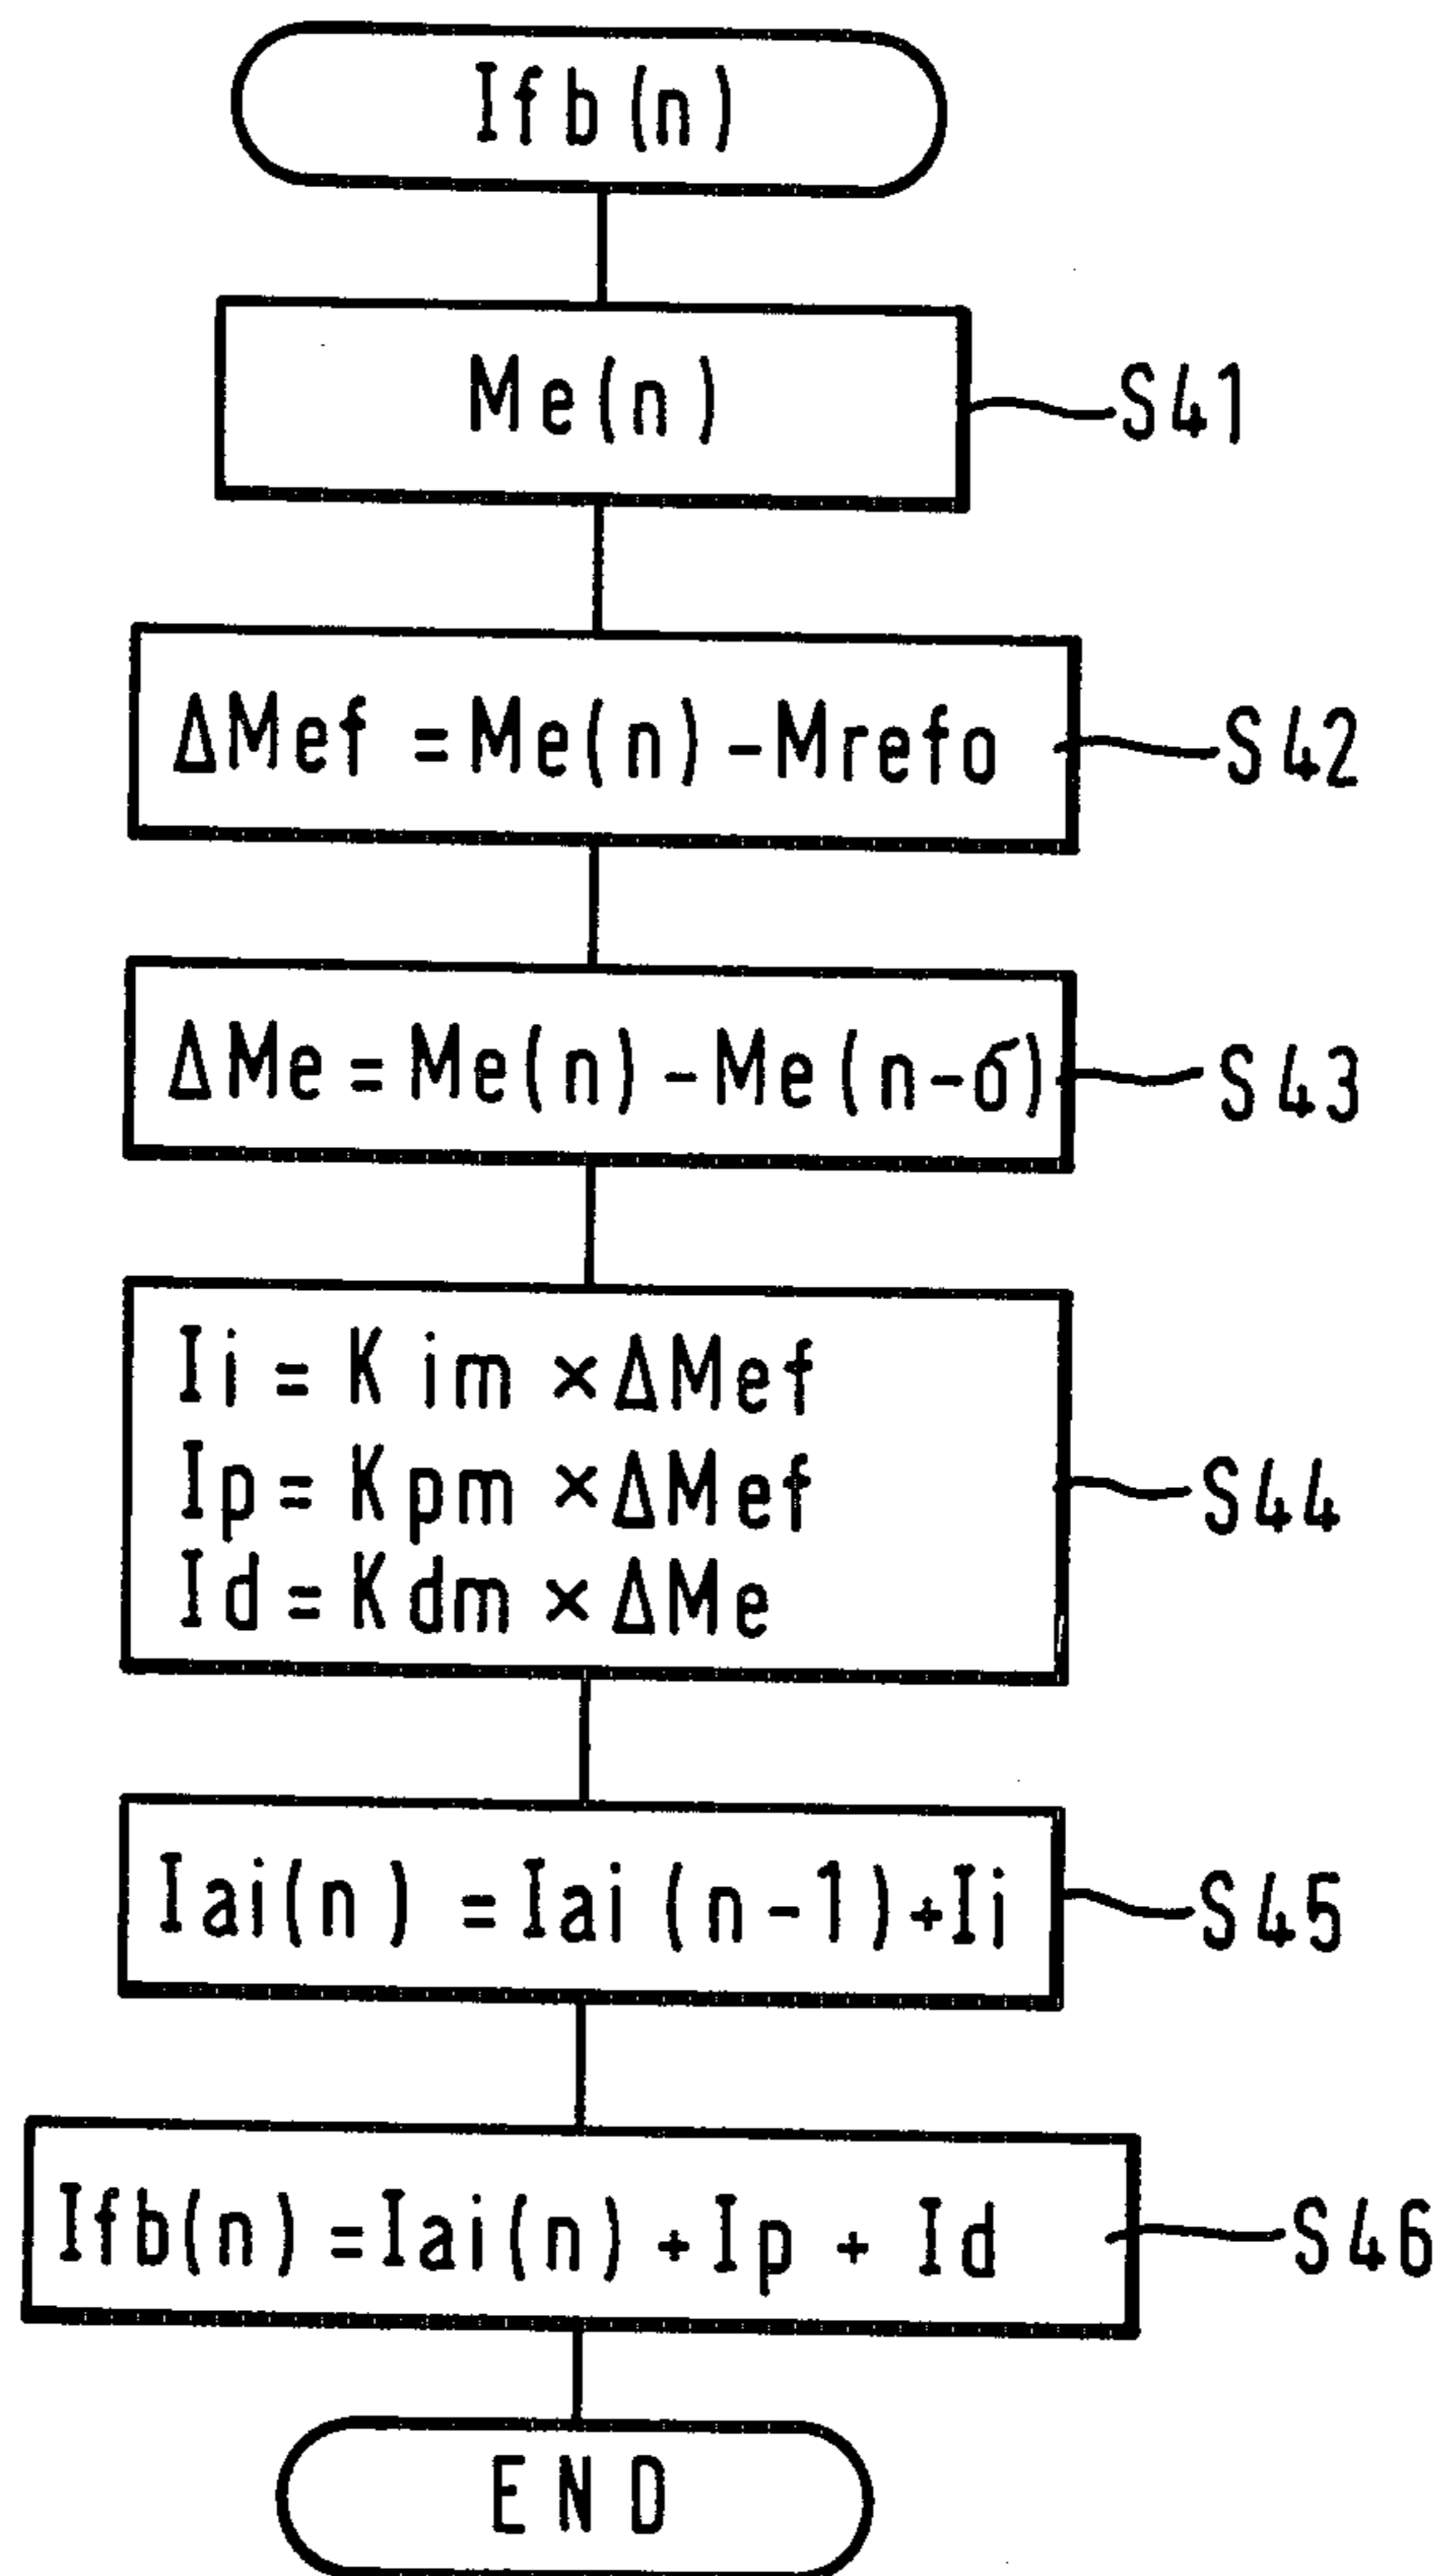 Ifb(n)
Me(n)
S41
ΔMef = Me(n) - Mrefo
S42
ΔMe = Me(n) - Me(n-6)
S43
Ii = Kim × ΔMef
Ip = Kpm × ΔMef
Id = Kdm × ΔMe
S44
Iai(n) = Iai(n-1) + Ii
S45
Ifb(n) = Iai(n) + Ip + Id
S46
END